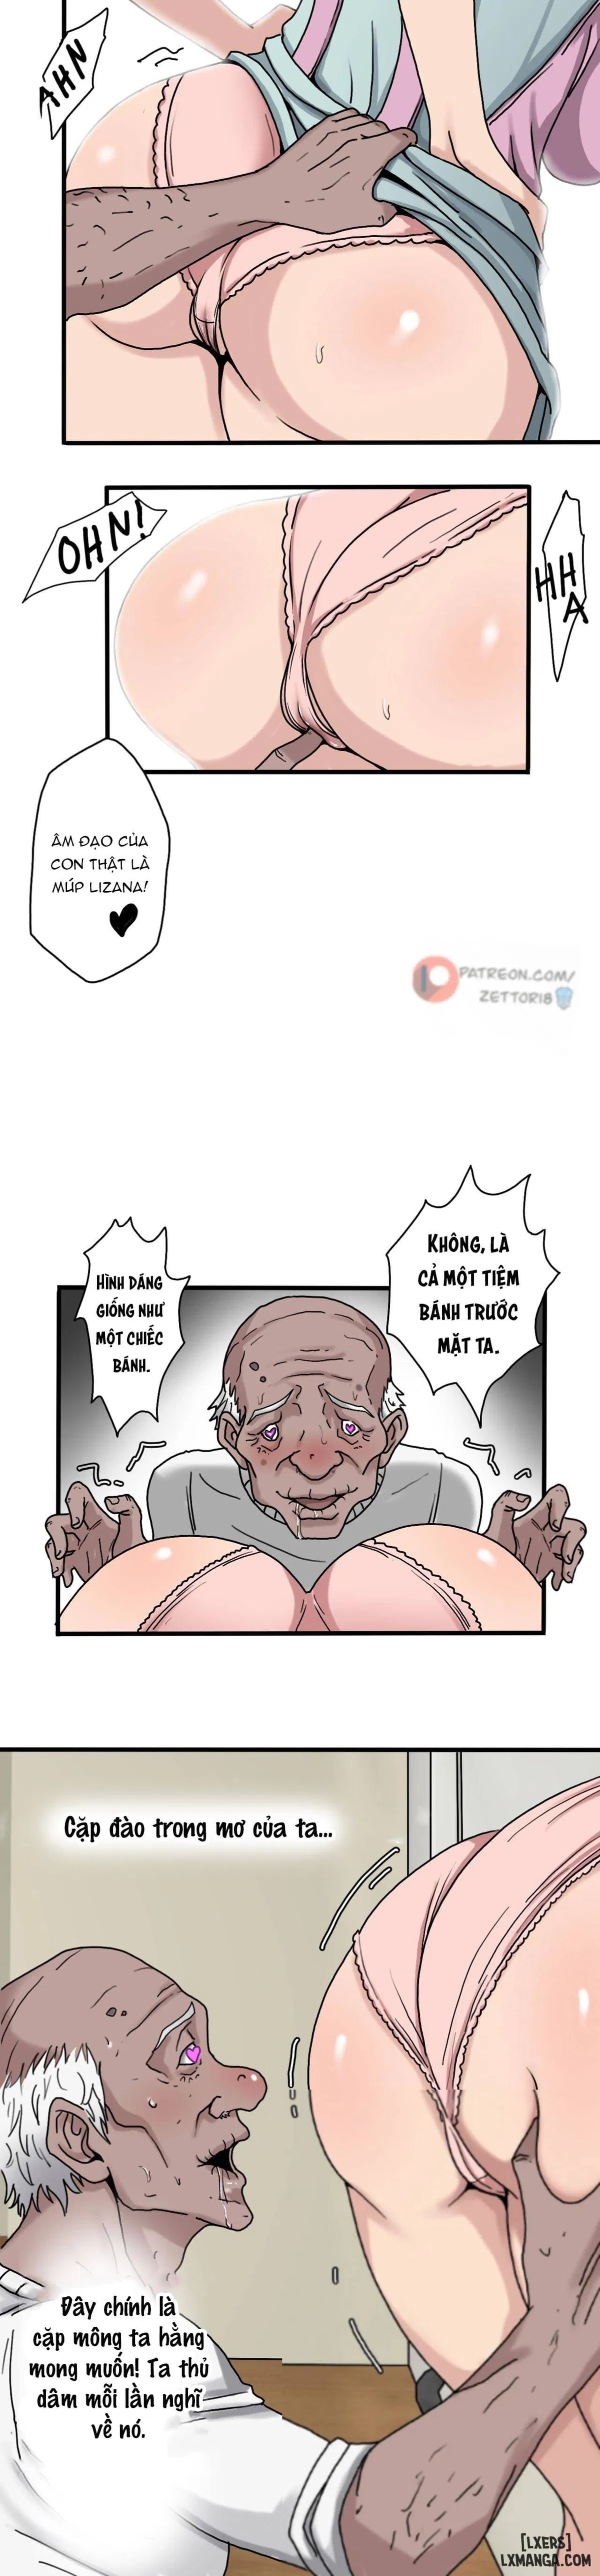 AHN
OHN!
HHA
ÂM ĐẠO CỦA
CON THẬT LÀ
MÚP LIZANA!
PATREON.COM/
ZETTORI8
KHÔNG, LÀ
CẢ MỘT TIỆM
BÁNH TRƯỚC
MẶT TA.
HÌNH DÁNG
GIỐNG NHƯ
MỘT CHIẾC
BÁNH.
Cặp đào trong mơ của ta...
Đây chính là
cặp mông ta hằng
mong muốn! Ta thủ
dâm mỗi lần nghĩ
về nó.
[LXERS]
LXMANGA.COM